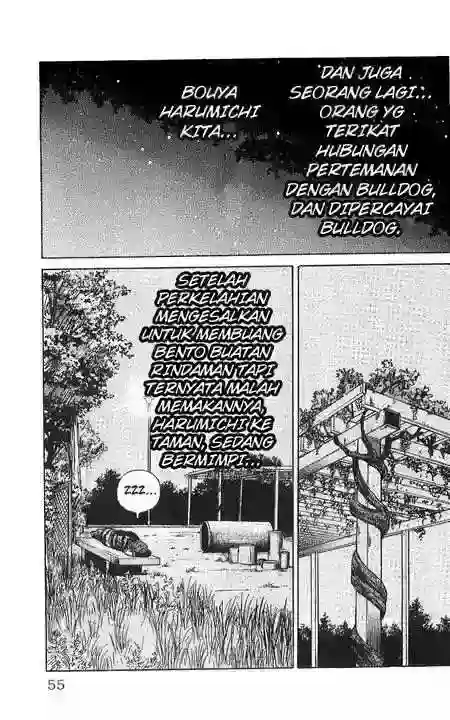 DAN JUGA
SEORANG LAGI...
ORANG YG
TERIKAT
HUBUNGAN
PERTEMANAN
DENGAN BULLDOG,
DAN DIPERCAYAI
BULLDOG.
BOUYA
HARUMICHI
KITA...
SETELAH
PERKELAHIAN
MENGESALKAN
UNTUK MEMBUANG
BENTO BUATAN
RINDAMAN TAPI
TERNYATA MALAH
MEMAKANNYA,
HARUMICHI KE
TAMAN, SEDANG
BERMIMPI...
ZZZ...
55